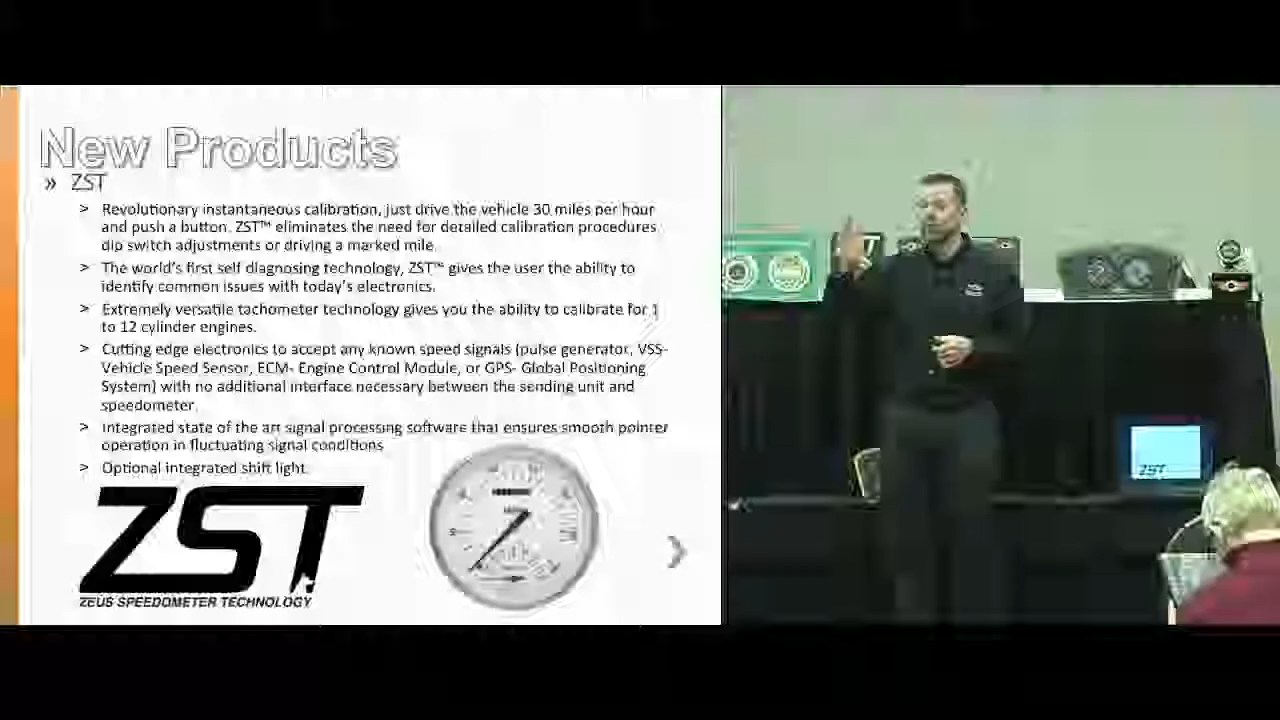 New Products
» ZST
> Revolutionary instantaneous calibration, just drive the vehicle 30 miles per hour
and push a button. ZST™ eliminates the need for detailed calibration procedures,
dip switch adjustments or driving a marked mile.
> The world's first self diagnosing technology, ZST™ gives the user the ability to
identify common issues with today's electronics.
> Extremely versatile tachometer technology gives you the ability to calibrate for 1
to 12 cylinder engines.
> Cutting edge electronics to accept any known speed signals (pulse generator, VSS-
Vehicle Speed Sensor, ECM- Engine Control Module, or GPS- Global Positioning
System) with no additional interface necessary between the sending unit and
speedometer.
> Integrated state of the art signal processing software that ensures smooth pointer
operation in fluctuating signal conditions
> Optional integrated shift light.
ZST
ZEUS SPEEDOMETER TECHNOLOGY
ZST